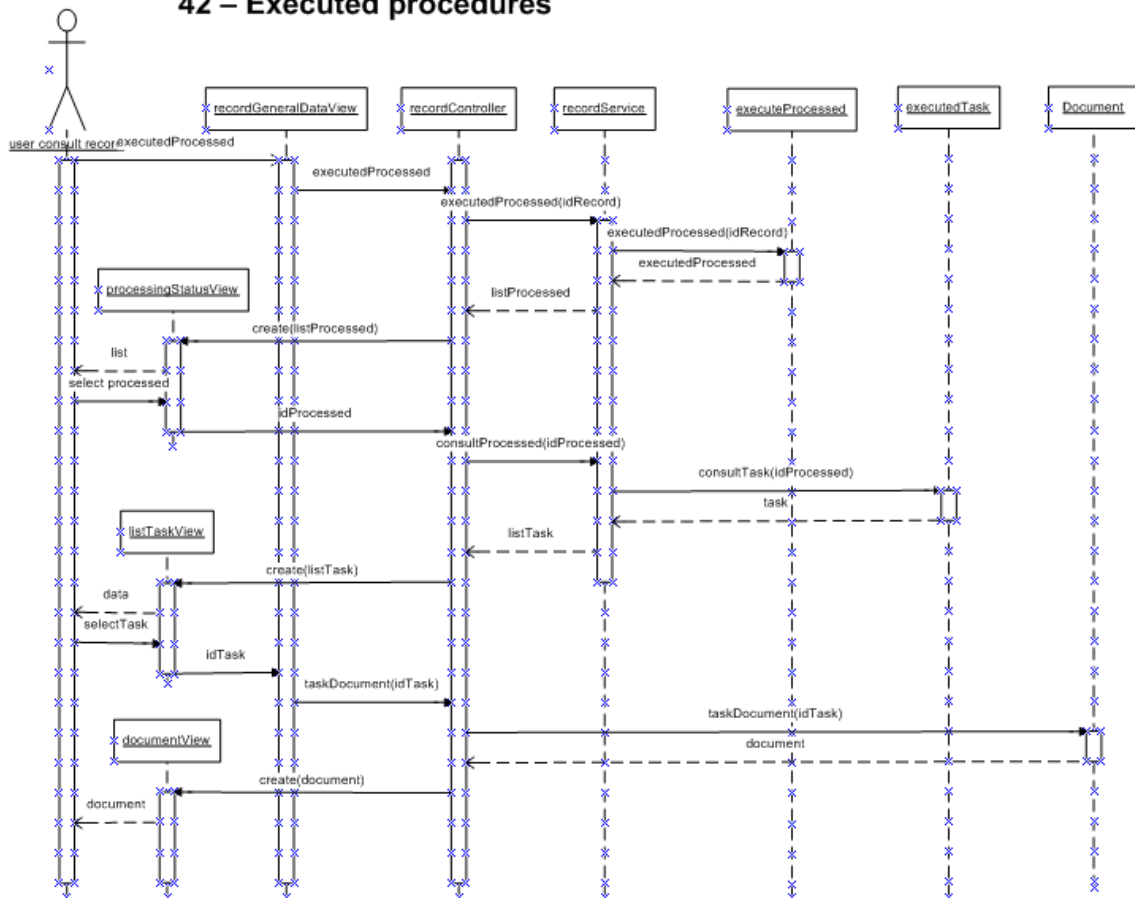 42 – Executed procedures
recordGeneralDataView
recordController
recordService
executeProcessed
executedTask
Document
user consult recor
executedProcessed
executedProcessed
executedProcessed(idRecord)
executedProcessed(idRecord)
executedProcessed
processingStatusView
listProcessed
create(listProcessed)
list
select processed
idProcessed
consultProcessed(idProcessed)
consultTask(idProcessed)
task
listTaskView
listTask
create(listTask)
data
selectTask
idTask
taskDocument(idTask)
taskDocument(idTask)
documentView
document
create(document)
document